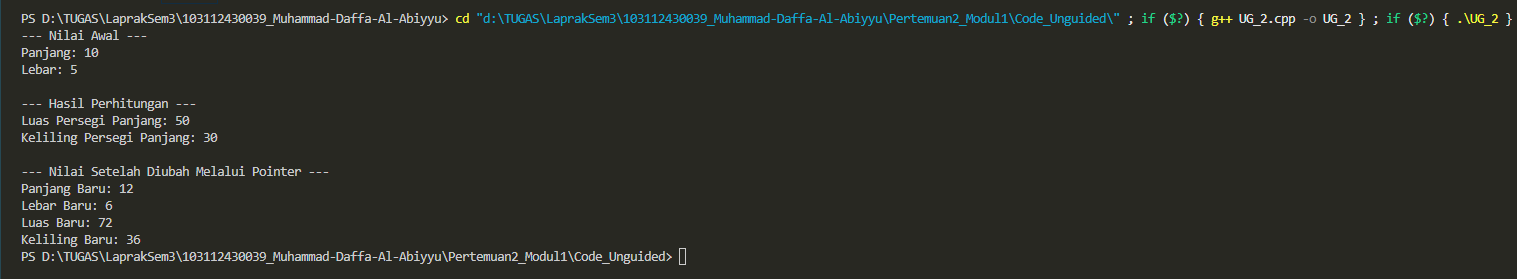 PS D:\TUGAS\LaprakSem3\103112430039_Muhammad-Daffa-Al-Abiyyu> cd "d:\TUGAS\LaprakSem3\103112430039_Muhammad-Daffa-Al-Abiyyu\Pertemuan2_Modul1\Code_Unguided\" ; if ($?) { g++ UG_2.cpp -o UG_2 } ; if ($?) { .\UG_2 }
--- Nilai Awal ---
Panjang: 10
Lebar: 5
--- Hasil Perhitungan ---
Luas Persegi Panjang: 50
Keliling Persegi Panjang: 30
--- Nilai Setelah Diubah Melalui Pointer ---
Panjang Baru: 12
Lebar Baru: 6
Luas Baru: 72
Keliling Baru: 36
PS D:\TUGAS\LaprakSem3\103112430039_Muhammad-Daffa-Al-Abiyyu\Pertemuan2_Modul1\Code_Unguided>